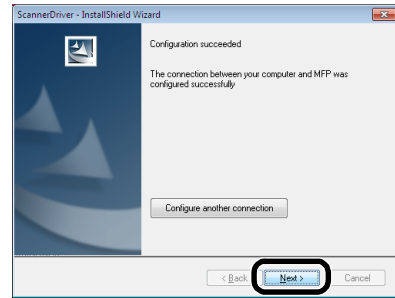 ScannerDriver - InstallShield Wizard
Configuration succeeded
The connection between your computer and MFP was
configured successfully
Configure another connection
< Back
Next >
Cancel